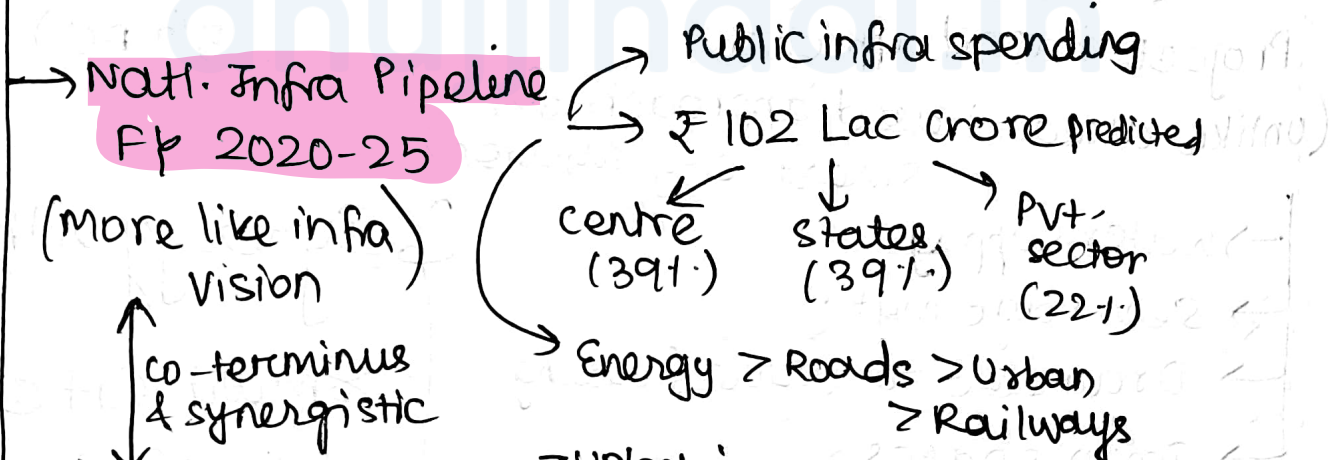 → Natl. Infra Pipeline
FY 2020-25
(More like infra
vision)
co-terminus
& synergistic
Public infra spending
→ ₹ 102 Lac Crore predicted
centre
(39%)
states
(39%)
Pvt.
sector
(22%)
Energy > Roads > Urban
> Railways